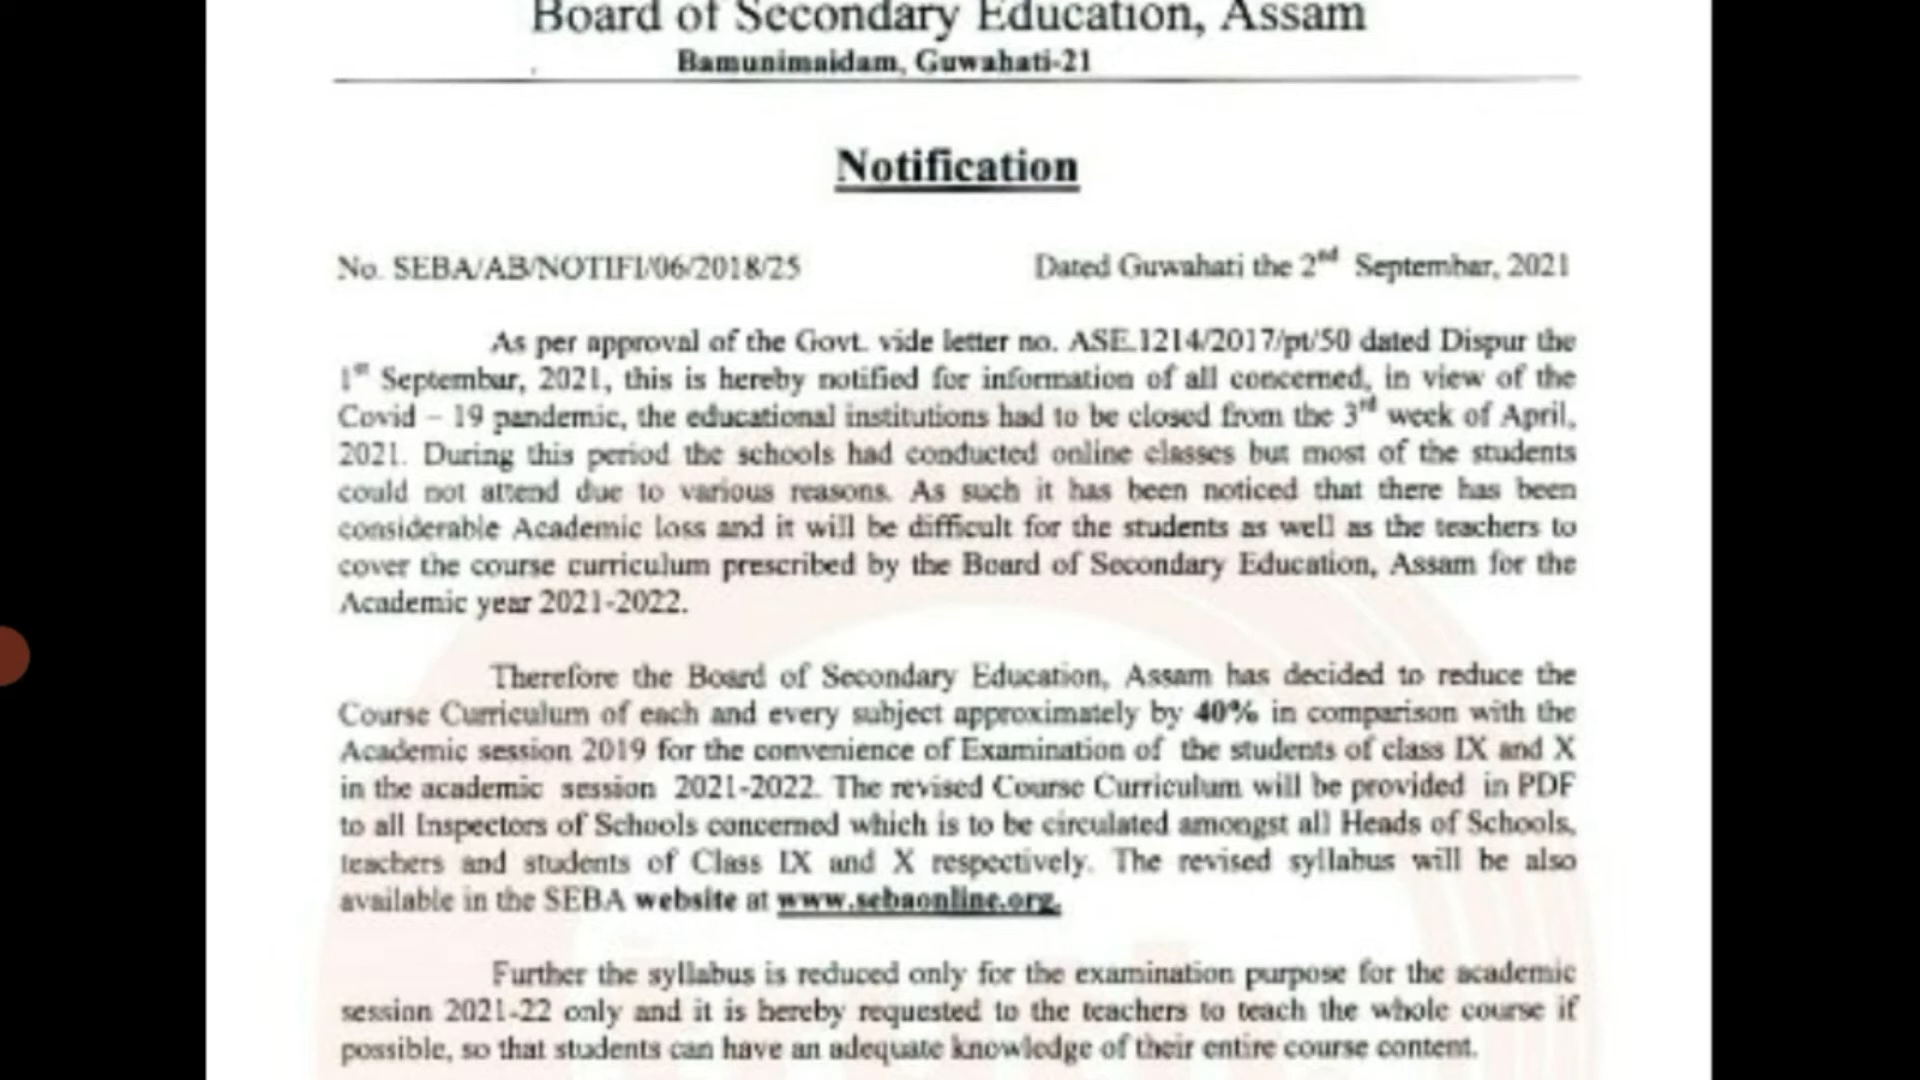 Board of Secondary Education, Assam
Bamunimaidam, Guwahati-21
Notification
No. SEBA/AB/NOTIFI/06/2018/25 Dated Guwahati the 2nd Septembar, 2021
As per approval of the Govt. vide letter no. ASE.1214/2017/pt/50 dated Dispur the
1st Septembar, 2021, this is hereby notified for information of all concerned, in view of the
Covid – 19 pandemic, the educational institutions had to be closed from the 3rd week of April,
2021. During this period the schools had conducted online classes but most of the students
could not attend due to various reasons. As such it has been noticed that there has been
considerable Academic loss and it will be difficult for the students as well as the teachers to
cover the course curriculum prescribed by the Board of Secondary Education, Assam for the
Academic year 2021-2022.
Therefore the Board of Secondary Education, Assam has decided to reduce the
Course Curriculum of each and every subject approximately by 40% in comparison with the
Academic session 2019 for the convenience of Examination of the students of class IX and X
in the academic session 2021-2022. The revised Course Curriculum will be provided in PDF
to all Inspectors of Schools concerned which is to be circulated amongst all Heads of Schools,
teachers and students of Class IX and X respectively. The revised syllabus will be also
available in the SEBA website at www.sebaonline.org.
Further the syllabus is reduced only for the examination purpose for the academic
session 2021-22 only and it is hereby requested to the teachers to teach the whole course if
possible, so that students can have an adequate knowledge of their entire course content.